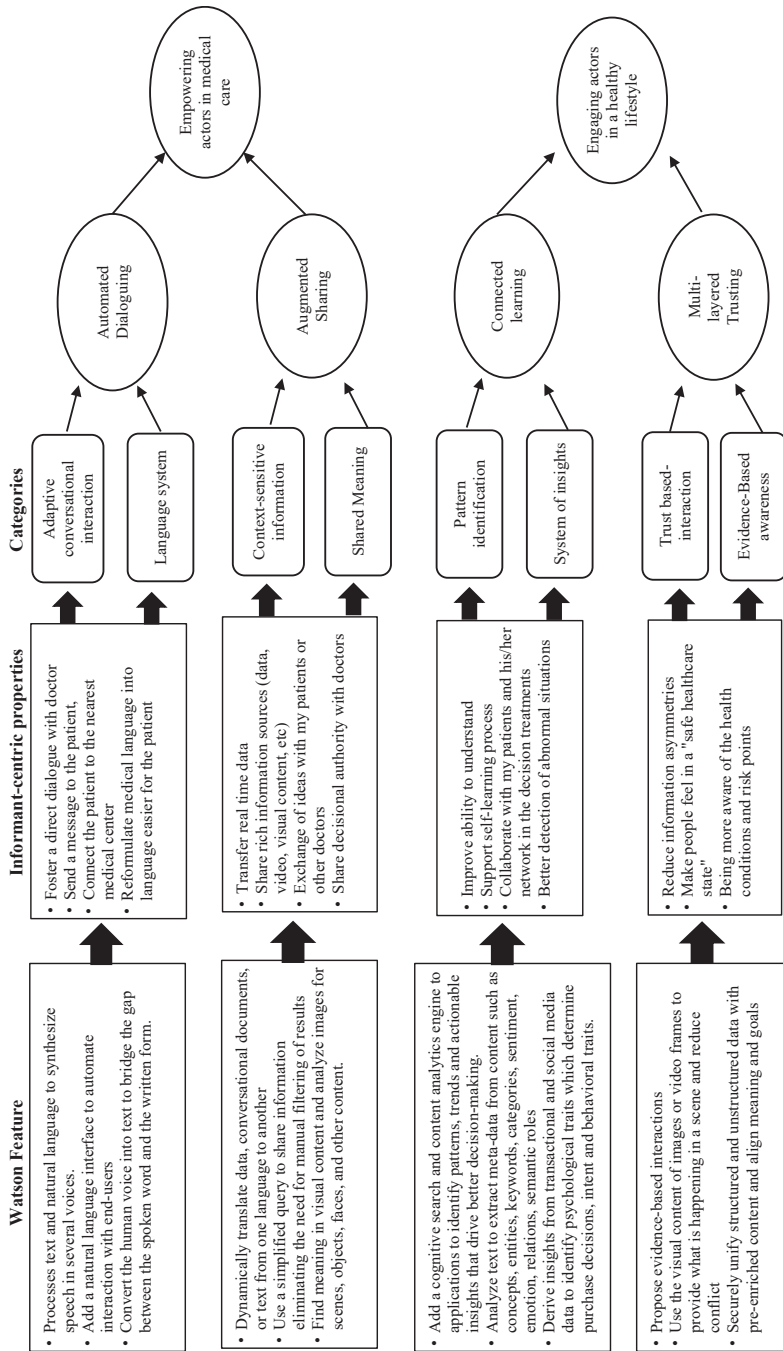 Watson Feature
Informant-centric properties
Categories
• Processes text and natural language to synthesize
speech in several voices.
• Add a natural language interface to automate
interaction with end-users
• Convert the human voice into text to bridge the gap
between the spoken word and the written form.
• Foster a direct dialogue with doctor
• Send a message to the patient,
• Connect the patient to the nearest
medical center
• Reformulate medical language into
language easier for the patient
Adaptive
conversational
interaction
Language system
Automated
Dialoguing
Empowering
actors in medical
care
• Dynamically translate data, conversational documents,
or text from one language to another
• Use a simplified query to share information
eliminating the need for manual filtering of results
• Find meaning in visual content and analyze images for
scenes, objects, faces, and other content.
• Transfer real time data
• Share rich information sources (data,
video, visual content, etc)
• Exchange of ideas with my patients or
other doctors
• Share decisional authority with doctors
Context-sensitive
information
Shared Meaning
Augmented
Sharing
• Add a cognitive search and content analytics engine to
applications to identify patterns, trends and actionable
insights that drive better decision-making.
• Analyze text to extract meta-data from content such as
concepts, entities, keywords, categories, sentiment,
emotion, relations, semantic roles
• Derive insights from transactional and social media
data to identify psychological traits which determine
purchase decisions, intent and behavioral traits.
• Improve ability to understand
• Support self-learning process
• Collaborate with my patients and his/her
network in the decision treatments
• Better detection of abnormal situations
Pattern
identification
System of insights
Connected
learning
Engaging actors
in a healthy
lifestyle
• Propose evidence-based interactions
• Use the visual content of images or video frames to
provide what is happening in a scene and reduce
conflict
• Securely unify structured and unstructured data with
pre-enriched content and align meaning and goals
• Reduce information asymmetries
• Make people feel in a "safe healthcare
state"
• Being more aware of the health
conditions and risk points
Trust based-
interaction
Evidence-Based
awareness
Multi-
layered
Trusting